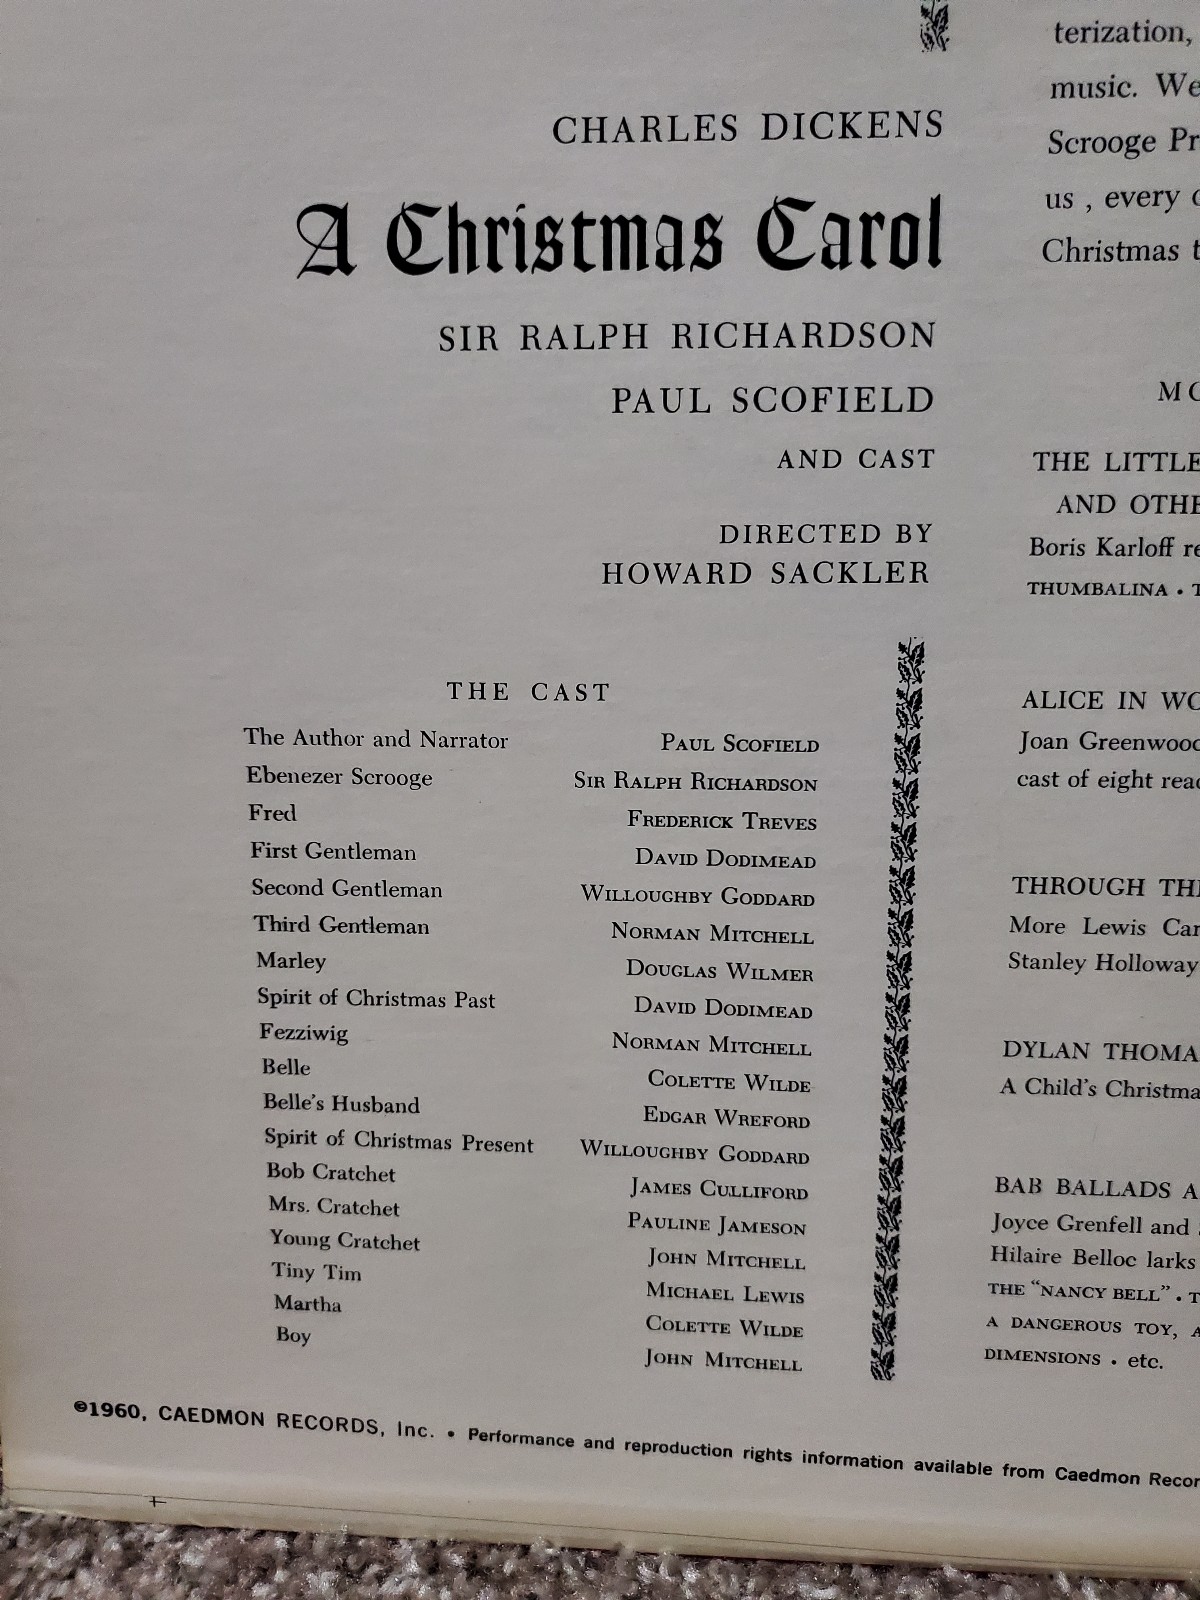 CHARLES DICKENS
A Christmas Carol
SIR RALPH RICHARDSON
PAUL SCOFIELD
AND CAST
DIRECTED BY
HOWARD SACKLER
THE CAST
The Author and Narrator PAUL SCOFIELD
Ebenezer Scrooge SIR RALPH RICHARDSON
Fred FREDERICK TREVES
First Gentleman DAVID DODIMEAD
Second Gentleman WILLOUGHBY GODDARD
Third Gentleman NORMAN MITCHELL
Marley DOUGLAS WILMER
Spirit of Christmas Past DAVID DODIMEAD
Fezziwig NORMAN MITCHELL
Belle COLETTE WILDE
Belle's Husband EDGAR WREFORD
Spirit of Christmas Present WILLOUGHBY GODDARD
Bob Cratchet JAMES CULLIFORD
Mrs. Cratchet PAULINE JAMESON
Young Cratchet JOHN MITCHELL
Tiny Tim MICHAEL LEWIS
Martha COLETTE WILDE
Boy JOHN MITCHELL
©1960, CAEDMON RECORDS, Inc. • Performance and reproduction rights information available from Caedmon Recor
terization,
music. We
Scrooge Pr
us , every
Christmas t
MO
THE LITTLE
AND OTHE
Boris Karloff re
THUMBALINA • T
ALICE IN WO
Joan Greenwood
cast of eight read
THROUGH THE
More Lewis Car
Stanley Holloway
DYLAN THOMA
A Child's Christma
BAB BALLADS A
Joyce Grenfell and
Hilaire Belloc larks
THE "NANCY BELL" • T
A DANGEROUS TOY, A
DIMENSIONS • etc.